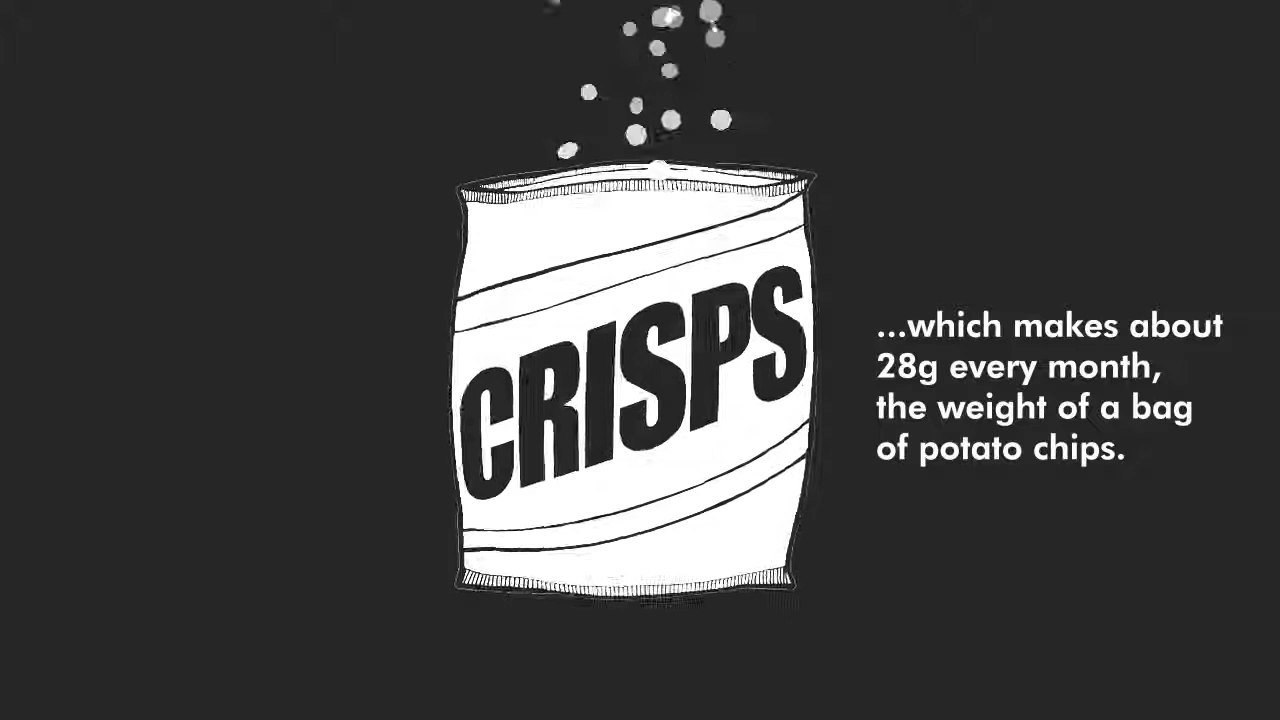 CRISPS
...which makes about
28g every month,
the weight of a bag
of potato chips.